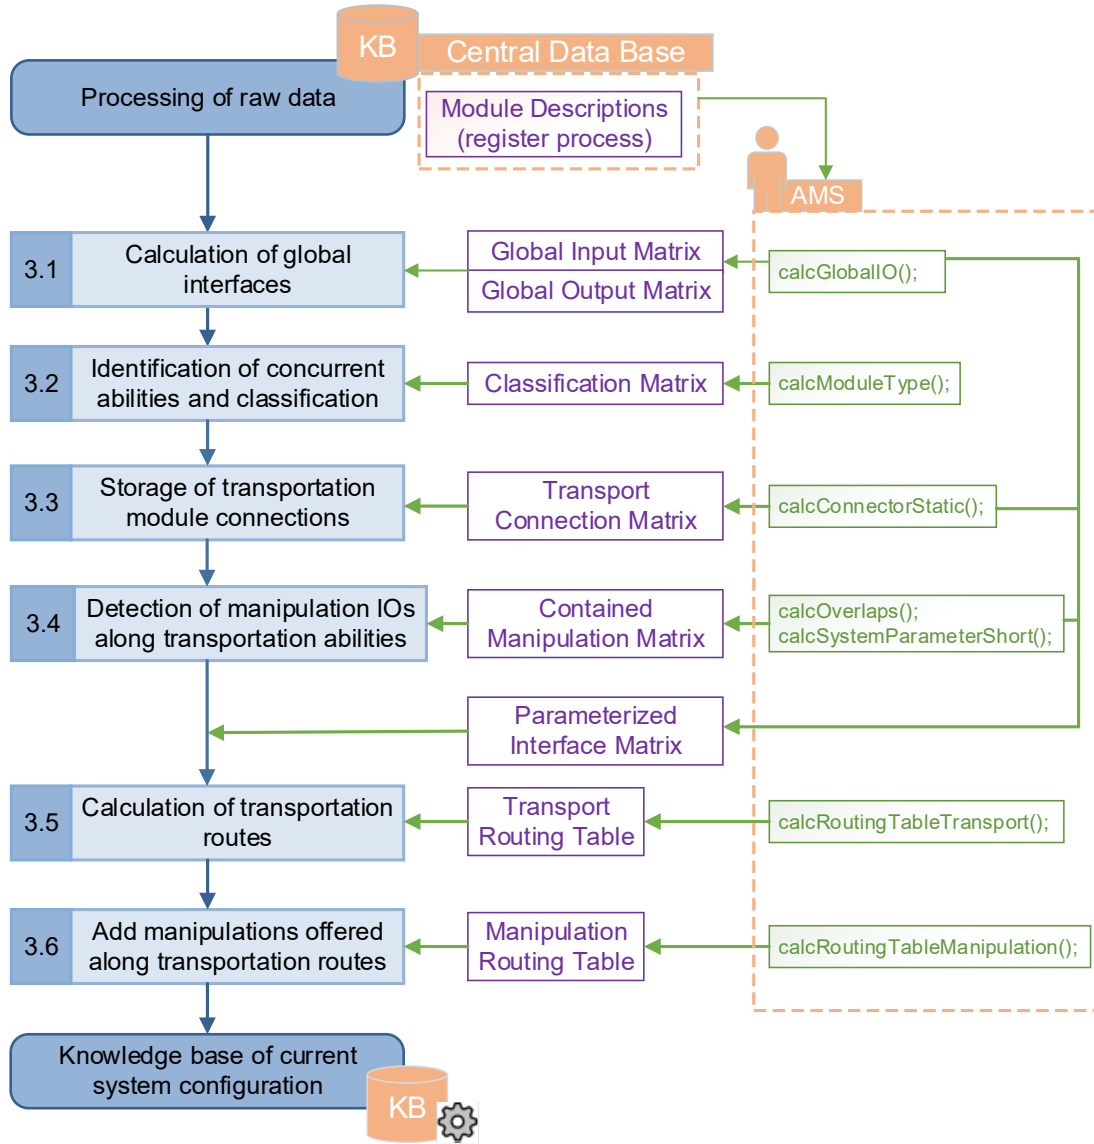 KB
Central Data Base
Processing of raw data
Module Descriptions
(register process)
AMS
3.1
Calculation of global
interfaces
Global Input Matrix
Global Output Matrix
calcGlobalIO();
3.2
Identification of concurrent
abilities and classification
Classification Matrix
calcModuleType();
3.3
Storage of transportation
module connections
Transport
Connection Matrix
calcConnectorStatic();
3.4
Detection of manipulation IOs
along transportation abilities
Contained
Manipulation Matrix
calcOverlaps();
calcSystemParameterShort();
Parameterized
Interface Matrix
3.5
Calculation of transportation
routes
Transport
Routing Table
calcRoutingTableTransport();
3.6
Add manipulations offered
along transportation routes
Manipulation
Routing Table
calcRoutingTableManipulation();
Knowledge base of current
system configuration
KB